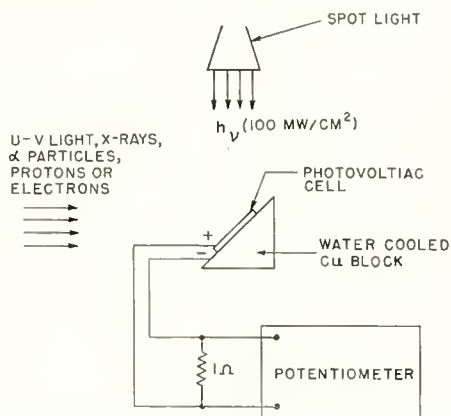 SPOT LIGHT
hν (100 MW/CM²)
U-V LIGHT, X-RAYS,
α PARTICLES,
PROTONS OR
ELECTRONS
PHOTOVOLTIAC
CELL
+
−
WATER COOLED
Cu BLOCK
1Ω
POTENTIOMETER